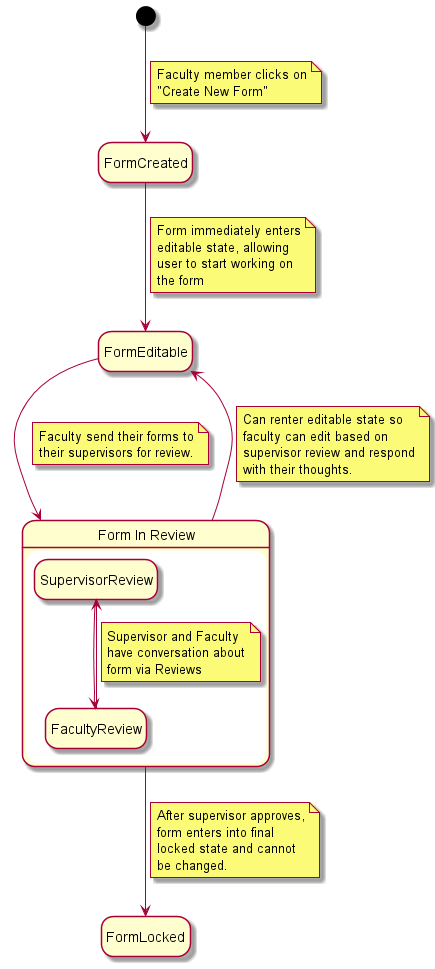 Faculty member clicks on
"Create New Form"
FormCreated
Form immediately enters
editable state, allowing
user to start working on
the form
FormEditable
Faculty send their forms to
their supervisors for review.
Can renter editable state so
faculty can edit based on
supervisor review and respond
with their thoughts.
Form In Review
SupervisorReview
Supervisor and Faculty
have conversation about
form via Reviews
FacultyReview
After supervisor approves,
form enters into final
locked state and cannot
be changed.
FormLocked